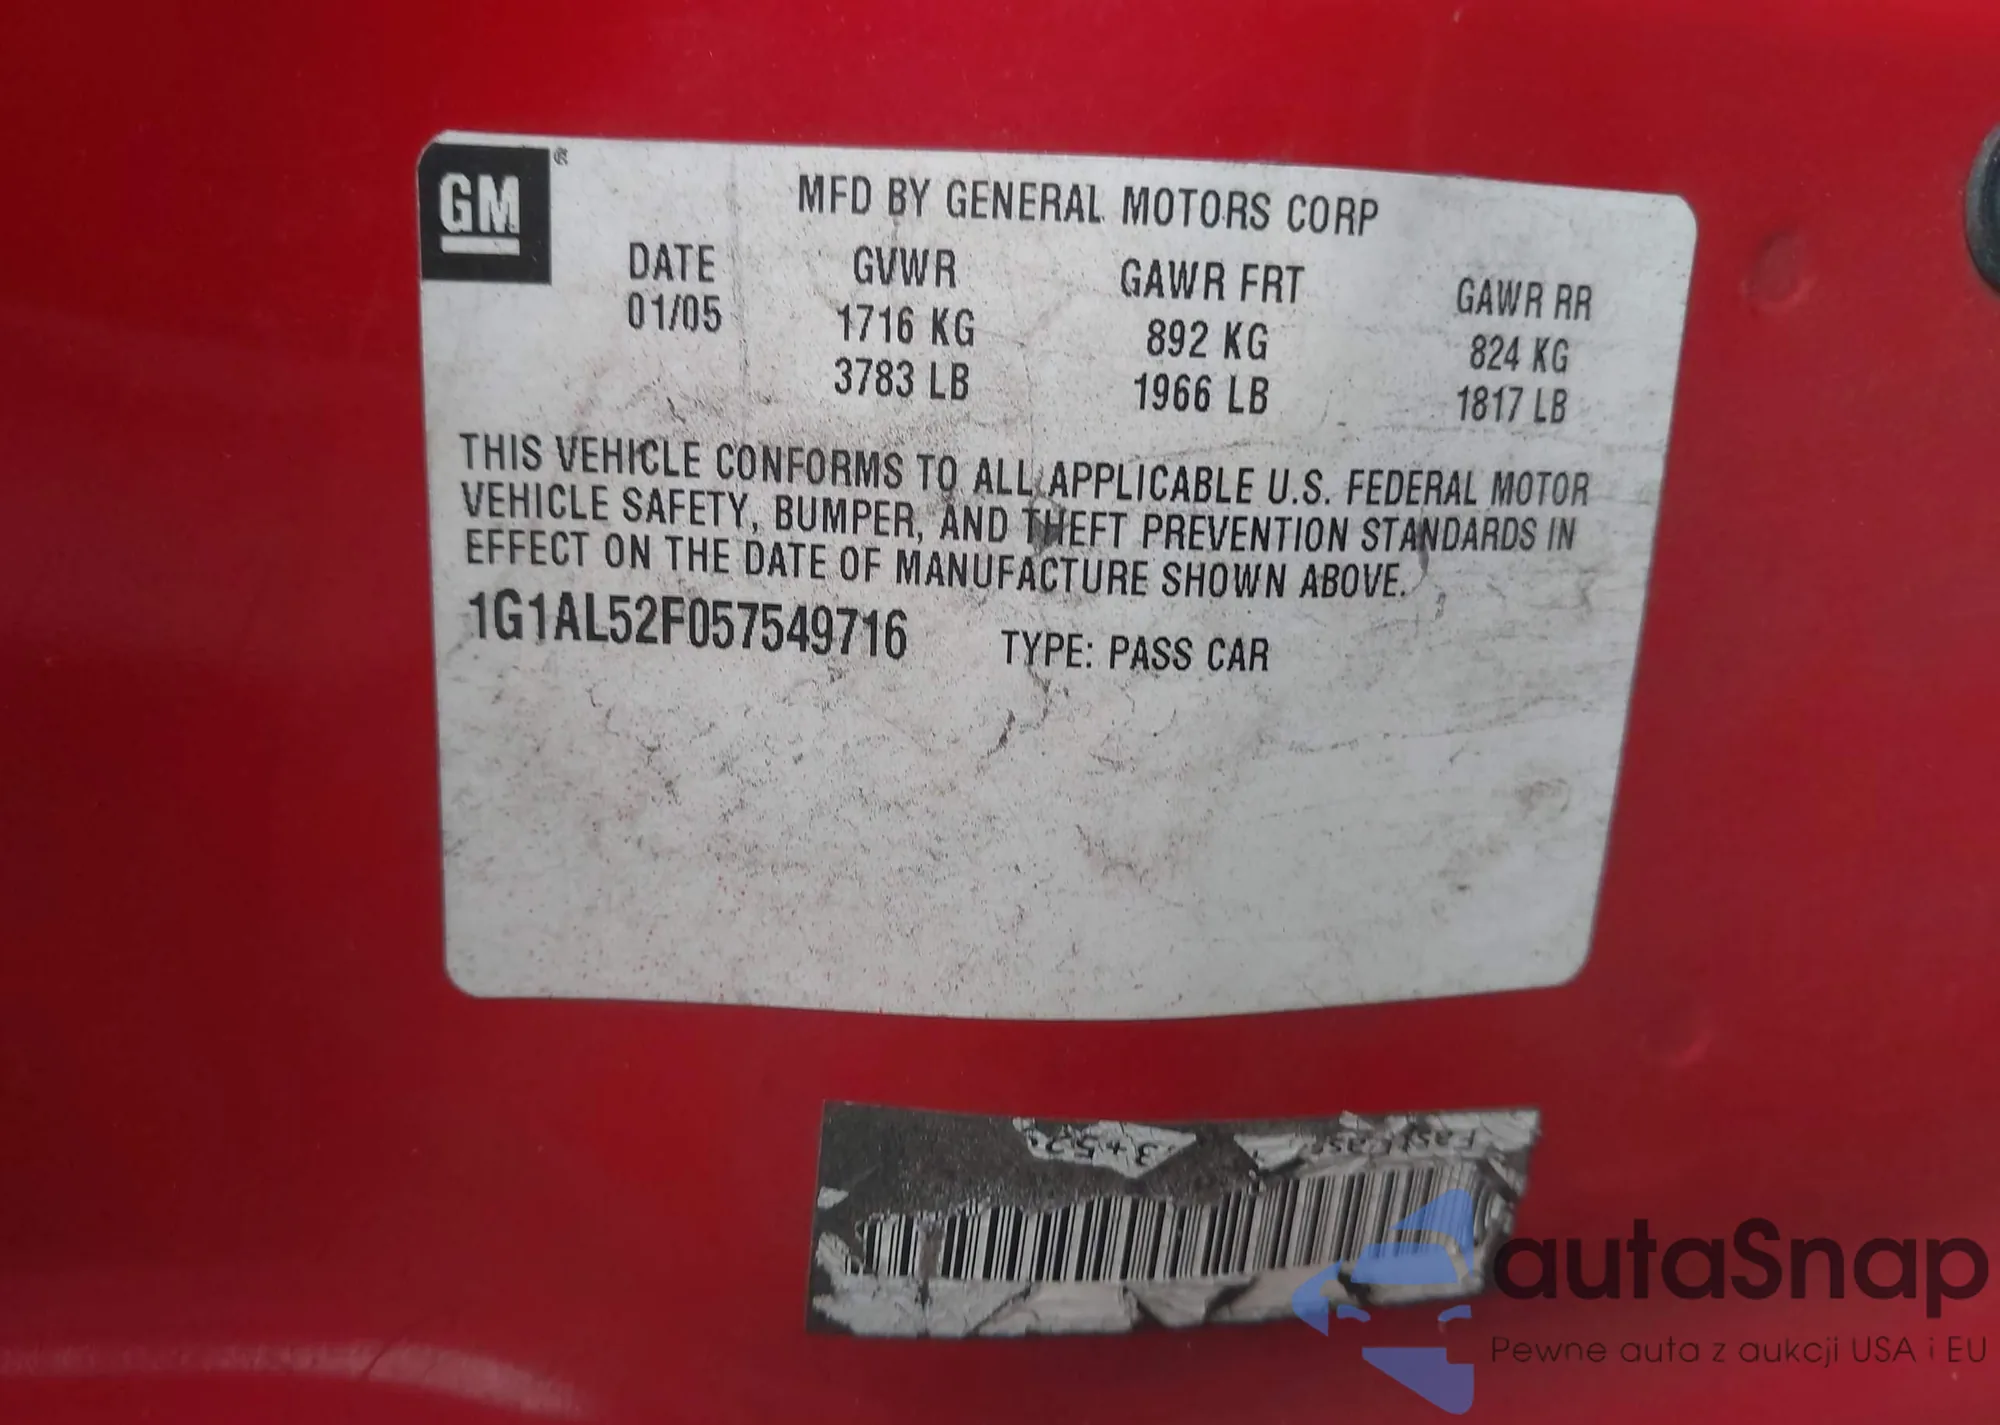 GM
®
MFD BY GENERAL MOTORS CORP
DATE GVWR GAWR FRT GAWR RR
01/05 1716 KG 892 KG 824 KG
3783 LB 1966 LB 1817 LB
THIS VEHICLE CONFORMS TO ALL APPLICABLE U.S. FEDERAL MOTOR
VEHICLE SAFETY, BUMPER, AND THEFT PREVENTION STANDARDS IN
EFFECT ON THE DATE OF MANUFACTURE SHOWN ABOVE.
1G1AL52F057549716 TYPE: PASS CAR
autaSnap
Pewne auta z aukcji USA i EU